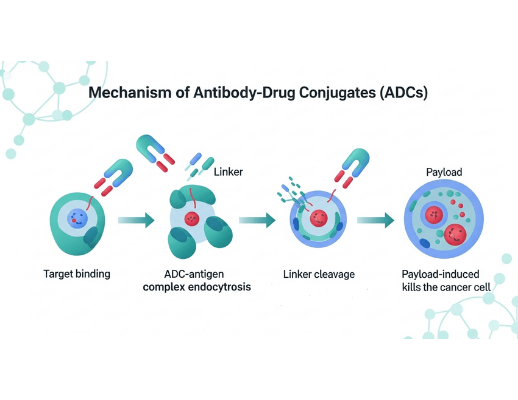 Mechanism of Antibody-Drug Conjugates (ADCs)
Linker
Payload
Target binding
ADC-antigen
complex endocytrosis
Linker cleavage
Payload-induced
kills the cancer cell